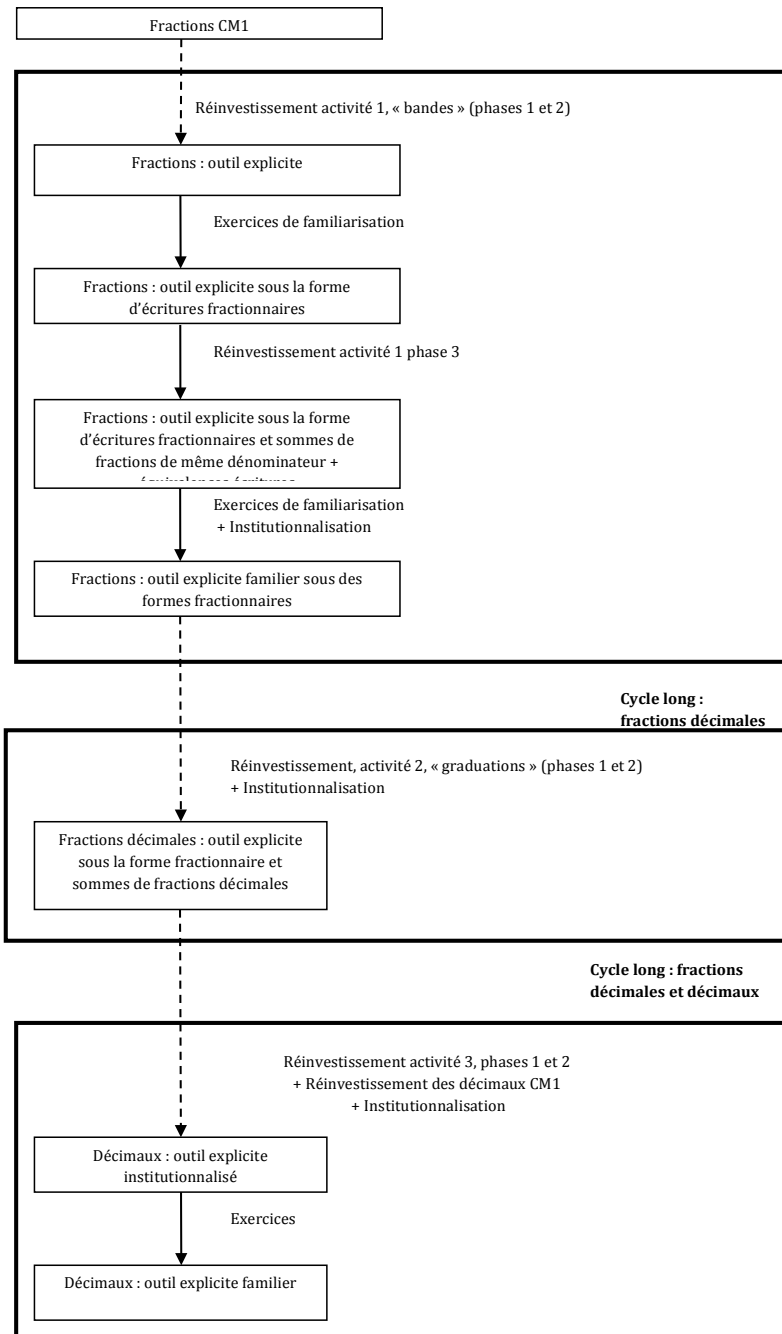 Fractions CM1
Réinvestissement activité 1, « bandes » (phases 1 et 2)
Fractions : outil explicite
Exercices de familiarisation
Fractions : outil explicite sous la forme
d'écritures fractionnaires
Réinvestissement activité 1 phase 3
Fractions : outil explicite sous la forme
d'écritures fractionnaires et sommes de
fractions de même dénominateur +
Exercices de familiarisation
+ Institutionnalisation
Fractions : outil explicite familier sous des
formes fractionnaires
Cycle long :
fractions décimales
Réinvestissement, activité 2, « graduations » (phases 1 et 2)
+ Institutionnalisation
Fractions décimales : outil explicite
sous la forme fractionnaire et
sommes de fractions décimales
Cycle long : fractions
décimales et décimaux
Réinvestissement activité 3, phases 1 et 2
+ Réinvestissement des décimaux CM1
+ Institutionnalisation
Décimaux : outil explicite
institutionnalisé
Exercices
Décimaux : outil explicite familier